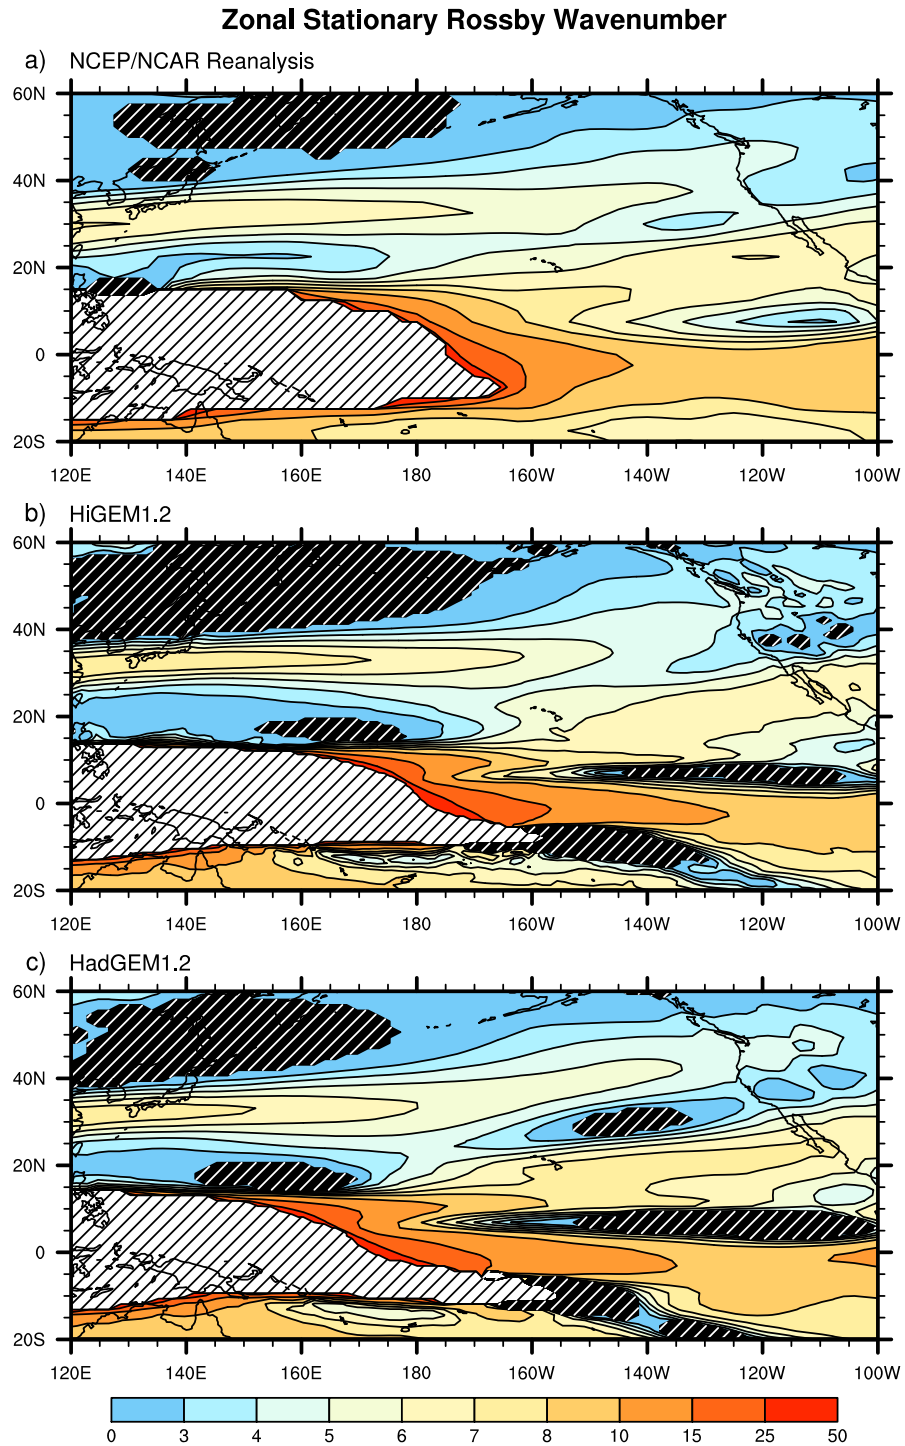 Zonal Stationary Rossby Wavenumber
a) NCEP/NCAR Reanalysis
60N
40N
20N
0
20S
120E 140E 160E 180 160W 140W 120W 100W
b) HiGEM1.2
60N
40N
20N
0
20S
120E 140E 160E 180 160W 140W 120W 100W
c) HadGEM1.2
60N
40N
20N
0
20S
120E 140E 160E 180 160W 140W 120W 100W
0 3 4 5 6 7 8 10 15 25 50